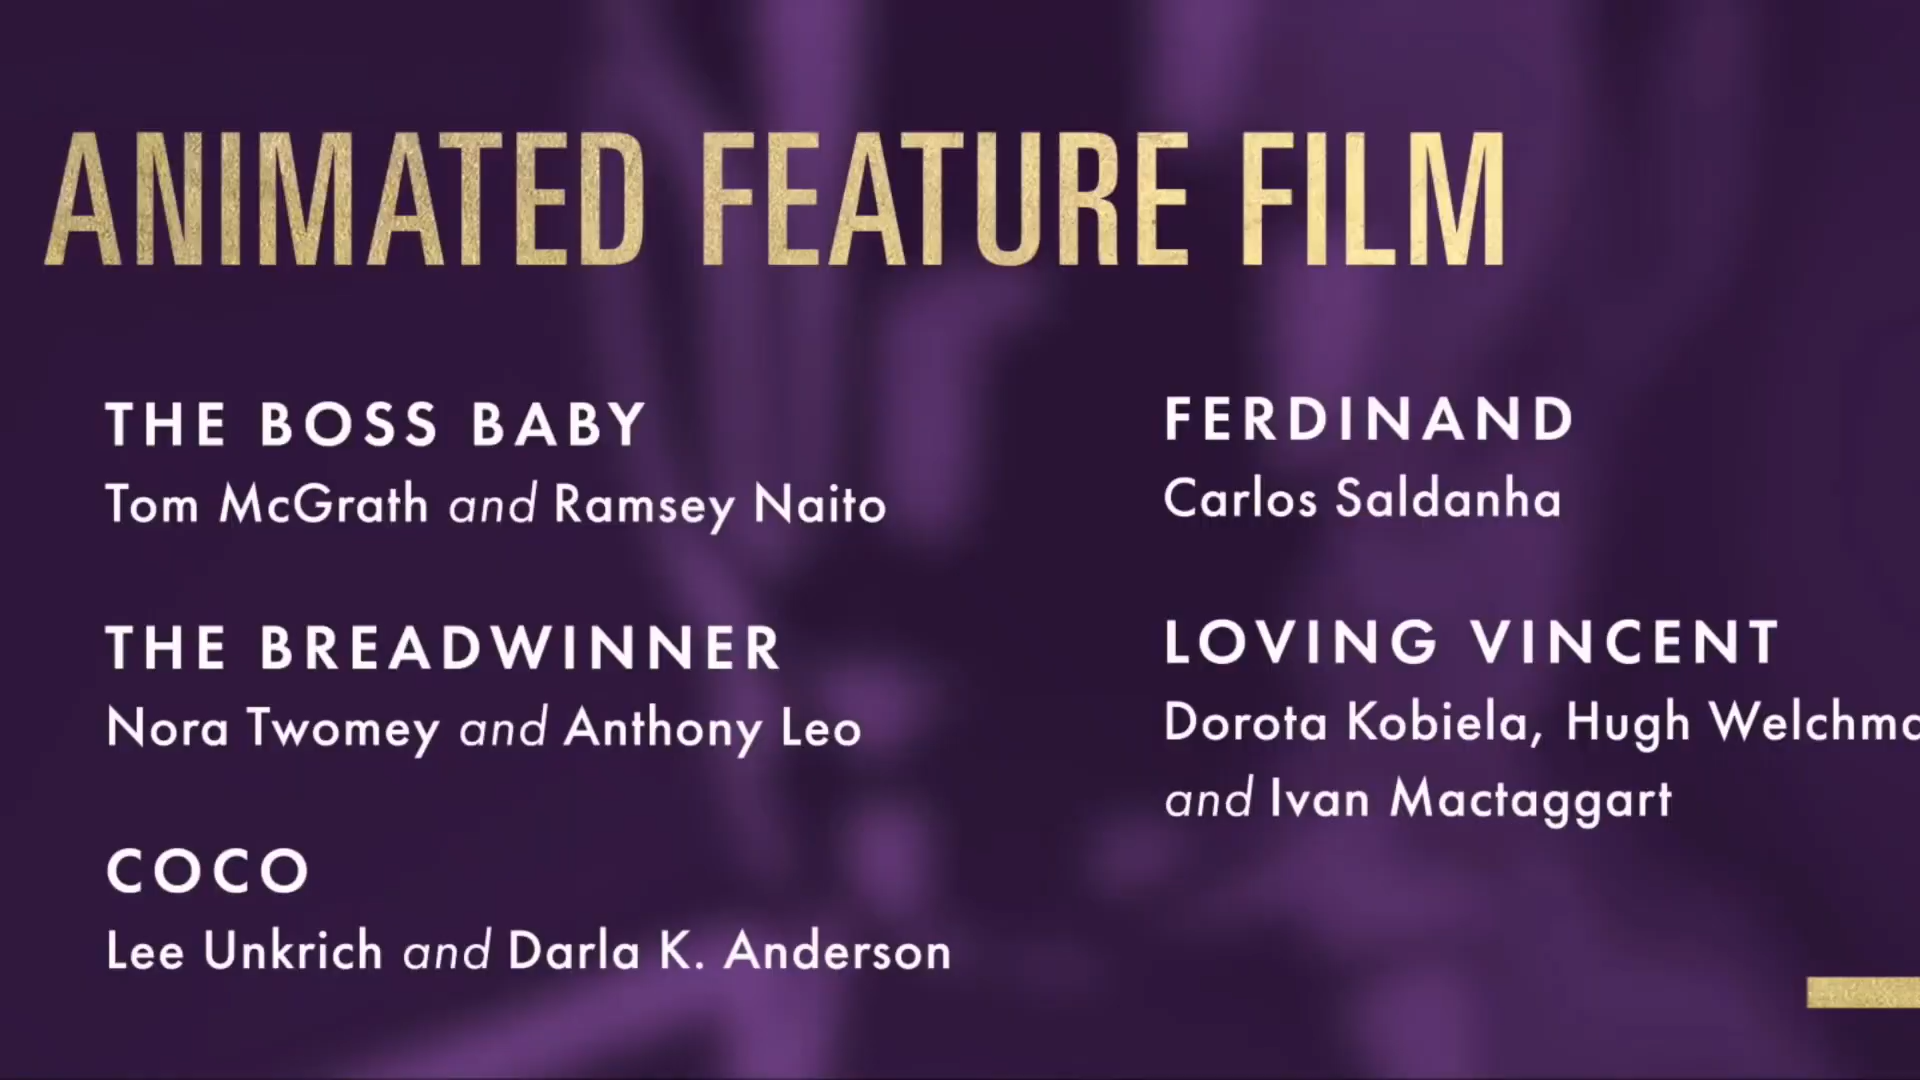 ANIMATED FEATURE FILM
THE BOSS BABY
Tom McGrath and Ramsey Naito
THE BREADWINNER
Nora Twomey and Anthony Leo
COCO
Lee Unkrich and Darla K. Anderson
FERDINAND
Carlos Saldanha
LOVING VINCENT
Dorota Kobiela, Hugh
and Ivan Mactaggart